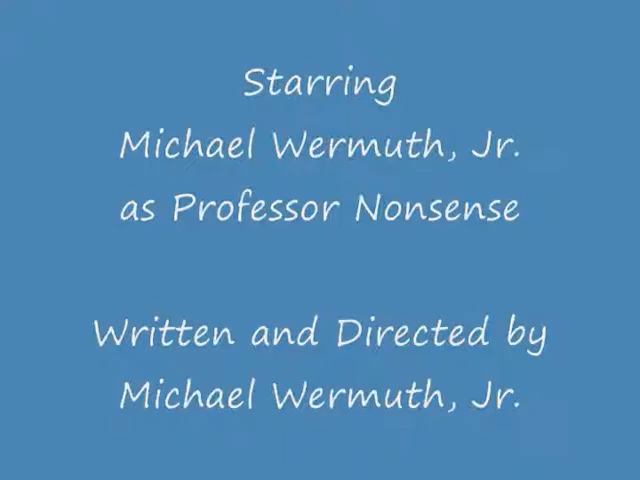 Starring
Michael Wermuth, Jr.
as Professor Nonsense
Written and Directed by
Michael Wermuth, Jr.